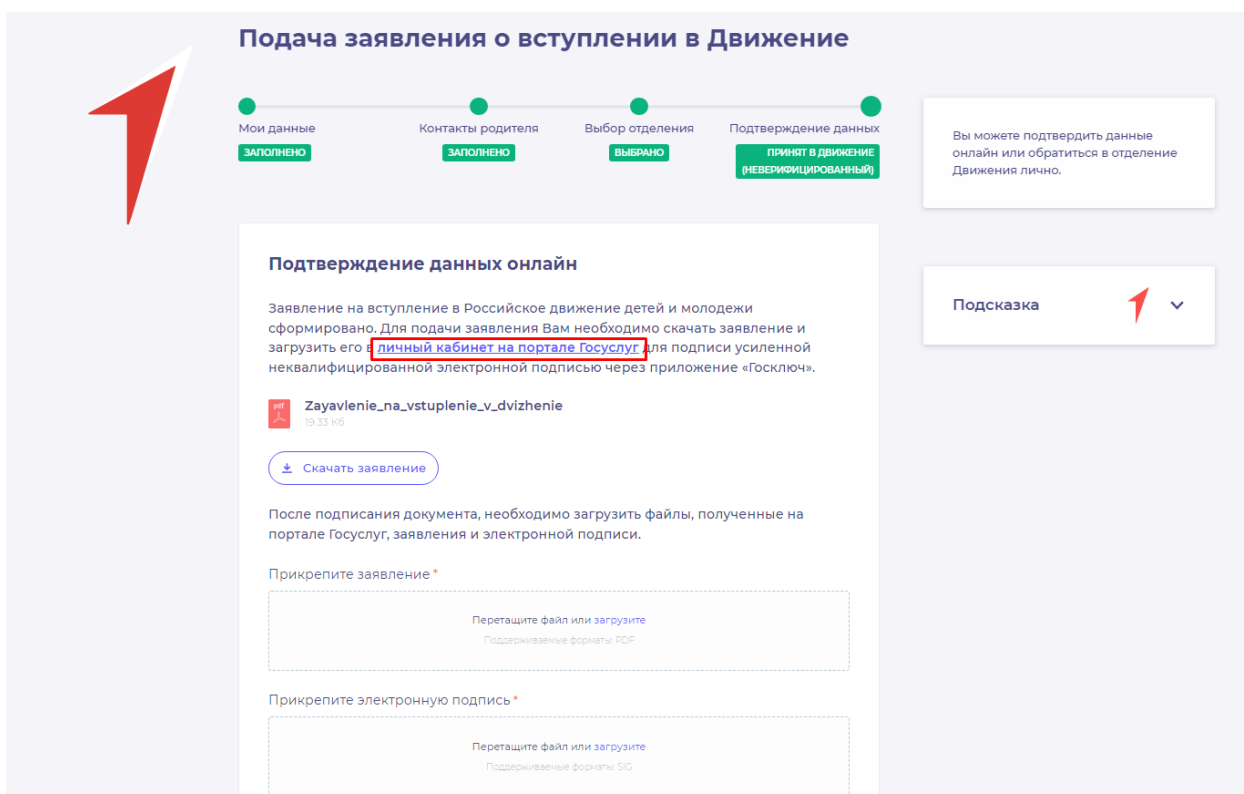 Подача заявления о вступлении в Движение
Мои данные
ЗАПОЛНЕНО
Контакты родителя
ЗАПОЛНЕНО
Выбор отделения
ВЫБРАНО
Подтверждение данных
ПРИНЯТ В ДВИЖЕНИЕ
(НЕВЕРИФИЦИРОВАННЫЙ)
Вы можете подтвердить данные
онлайн или обратиться в отделение
Движения лично.
Подсказка
Подтверждение данных онлайн
Заявление на вступление в Российское движение детей и молодежи
сформировано. Для подачи заявления Вам необходимо скачать заявление и
загрузить его в личный кабинет на портале Госуслуг для подписи усиленной
неквалифицированной электронной подписью через приложение «Госключ».
pdf
Zayavlenie_na_vstuplenie_v_dvizhenie
19.33 Кб
Скачать заявление
После подписания документа, необходимо загрузить файлы, полученные на
портале Госуслуг, заявления и электронной подписи.
Прикрепите заявление *
Перетащите файл или загрузите
Поддерживаемые форматы: PDF
Прикрепите электронную подпись *
Перетащите файл или загрузите
Поддерживаемые форматы: SIG